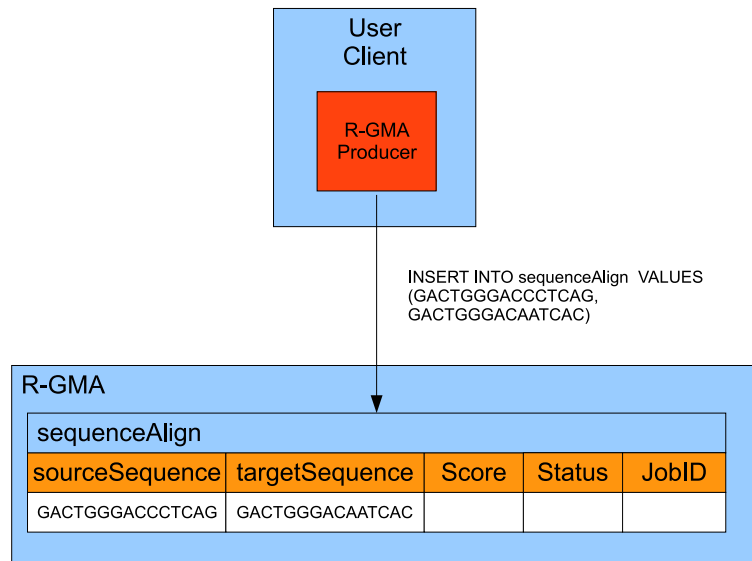 User
Client
R-GMA
Producer
INSERT INTO sequenceAlign VALUES
(GACTGGGACCCTCAG,
GACTGGGACAATCAC)
R-GMA
sequenceAlign
sourceSequence targetSequence Score Status JobID
GACTGGGACCCTCAG GACTGGGACAATCAC